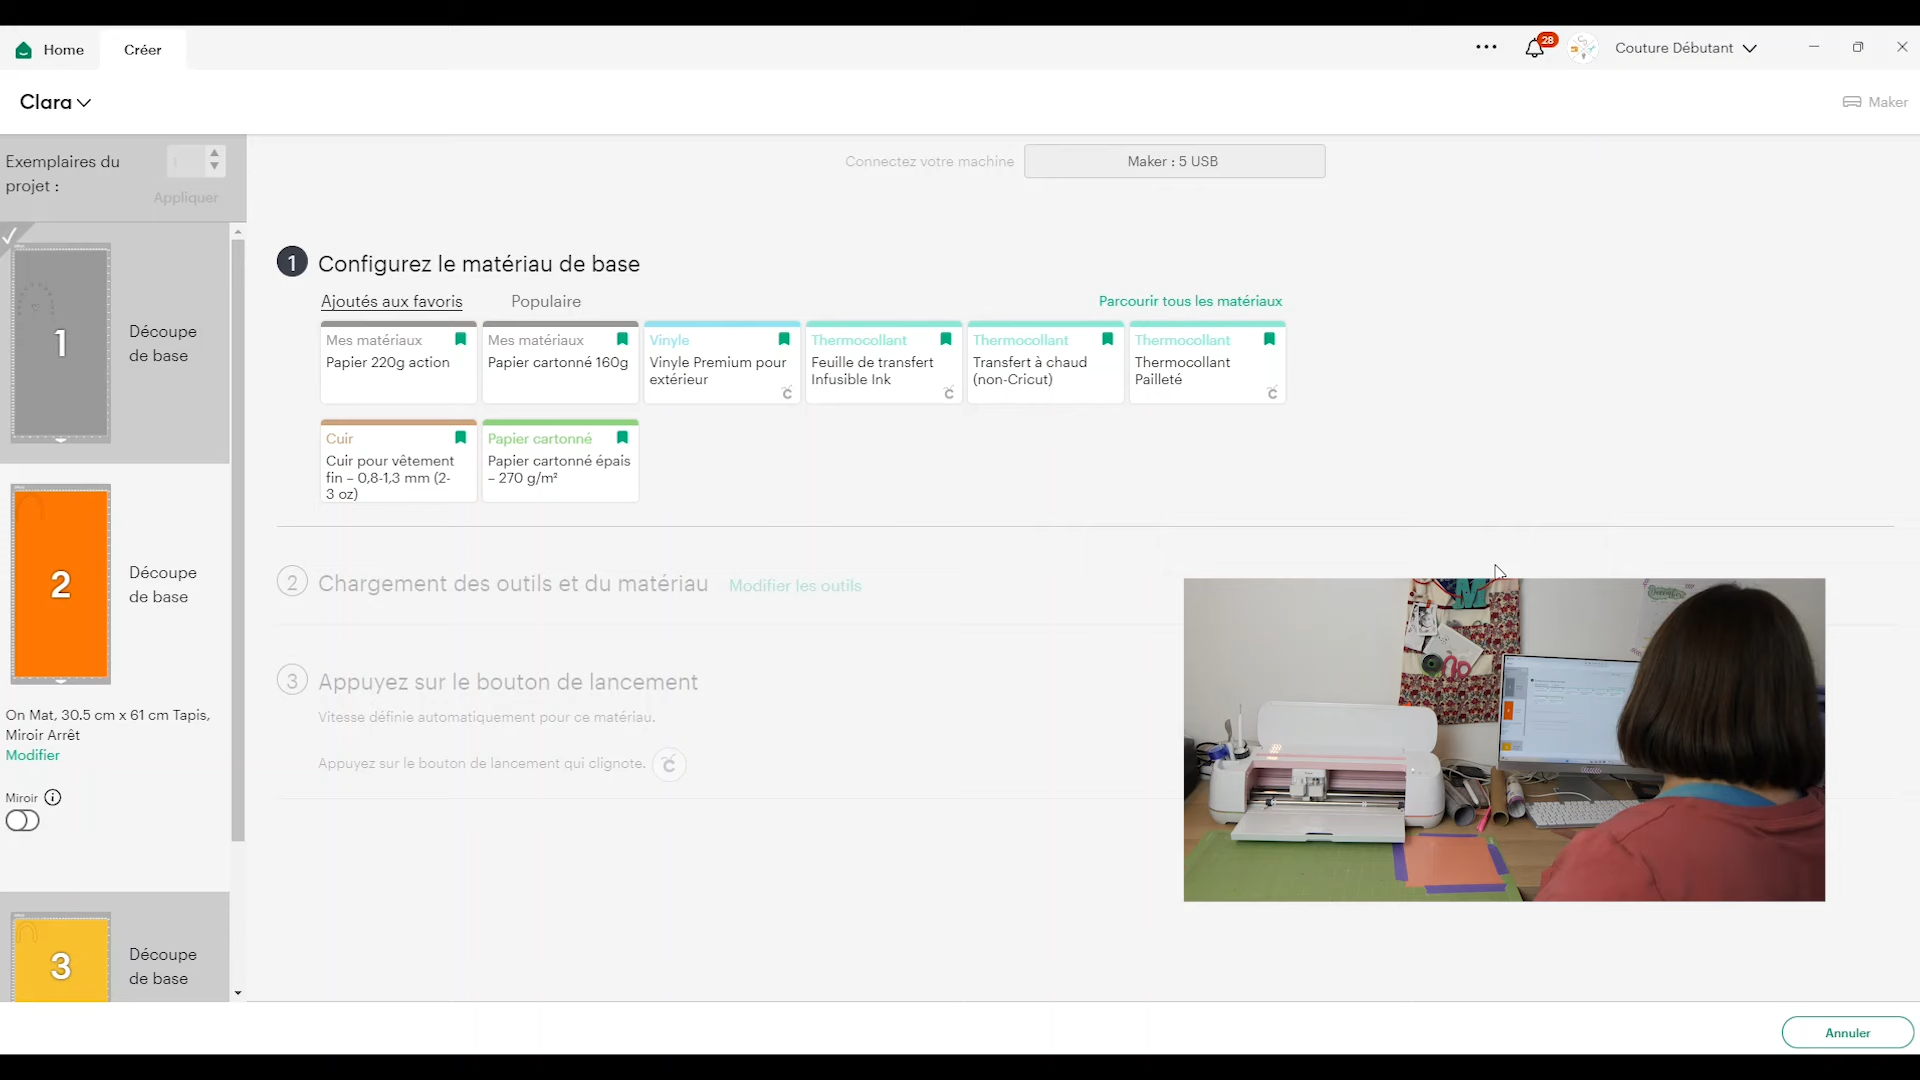 Home
Créer
28
Couture Débutant
Clara
Maker
Exemplaires du
projet :
1
Appliquer
Connectez votre machine
Maker : 5 USB
1
Découpe
de base
2
Découpe
de base
On Mat, 30.5 cm x 61 cm Tapis,
Miroir Arrêt
Modifier
Miroir
3
Découpe
de base
1 Configurez le matériau de base
Ajoutés aux favoris
Populaire
Parcourir tous les matériaux
Mes matériaux
Papier 220g action
Mes matériaux
Papier cartonné 160g
Vinyle
Vinyle Premium pour
extérieur
Thermocollant
Feuille de transfert
Infusible Ink
Thermocollant
Transfert à chaud
(non-Cricut)
Thermocollant
Thermocollant
Pailleté
Cuir
Cuir pour vêtement
fin – 0,8-1,3 mm (2-
3 oz)
Papier cartonné
Papier cartonné épais
– 270 g/m²
2 Chargement des outils et du matériau
Modifier les outils
3 Appuyez sur le bouton de lancement
Vitesse définie automatiquement pour ce matériau.
Appuyez sur le bouton de lancement qui clignote.
Annuler